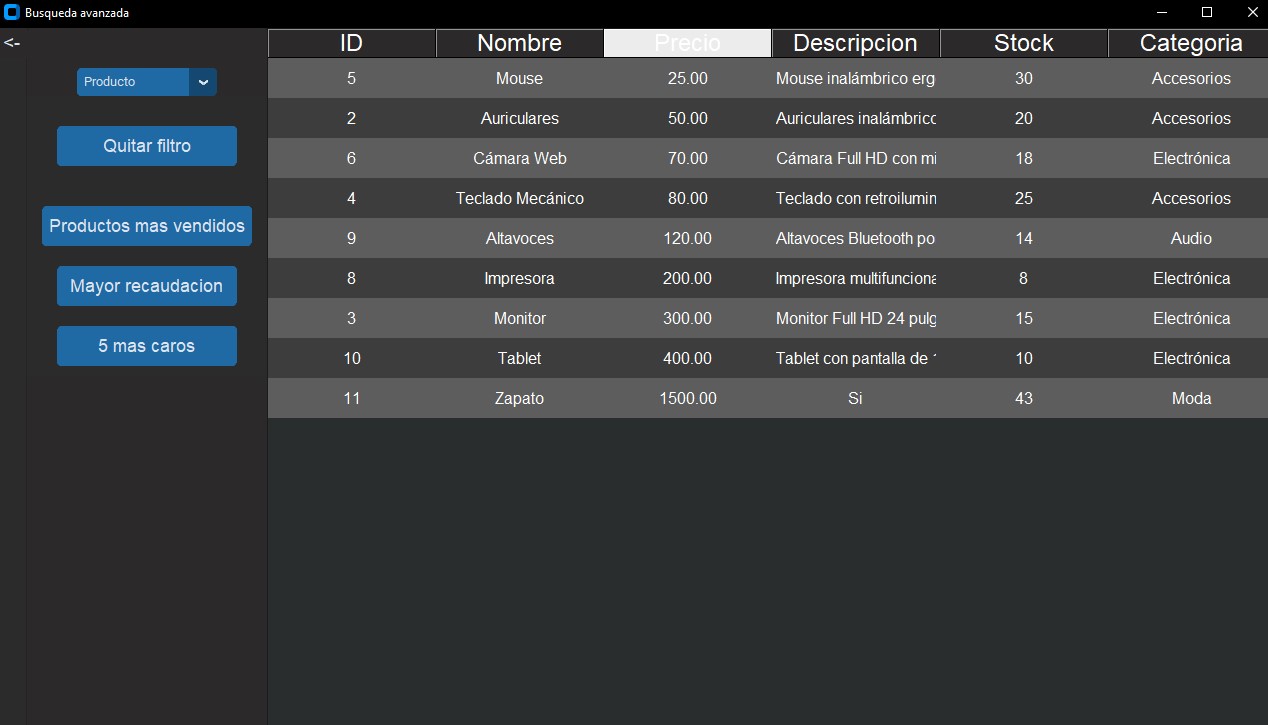 Busqueda avanzada
<-
Producto
Quitar filtro
Productos mas vendidos
Mayor recaudacion
5 mas caros
ID Nombre Precio Descripcion Stock Categoria
5 Mouse 25.00 Mouse inalámbrico erg 30 Accesorios
2 Auriculares 50.00 Auriculares inalámbrico 20 Accesorios
6 Cámara Web 70.00 Cámara Full HD con mi 18 Electrónica
4 Teclado Mecánico 80.00 Teclado con retroilumin 25 Accesorios
9 Altavoces 120.00 Altavoces Bluetooth po 14 Audio
8 Impresora 200.00 Impresora multifunciona 8 Electrónica
3 Monitor 300.00 Monitor Full HD 24 pulg 15 Electrónica
10 Tablet 400.00 Tablet con pantalla de 10 Electrónica
11 Zapato 1500.00 Si 43 Moda